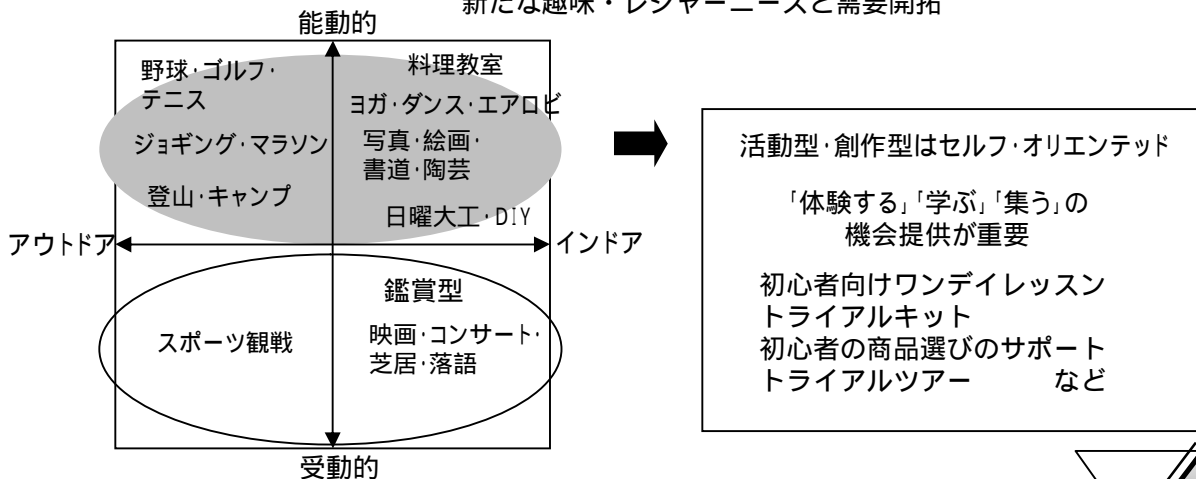 新たな趣味・レジャーニーズと需要開拓
能動的
野球・ゴルフ・
テニス
ジョギング・マラソン
登山・キャンプ
料理教室
ヨガ・ダンス・エアロビ
写真・絵画・
書道・陶芸
日曜大工・DIY
アウトドア
インドア
スポーツ観戦
鑑賞型
映画・コンサート・
芝居・落語
受動的
活動型・創作型はセルフ・オリエンテッド
「体験する」「学ぶ」「集う」の
機会提供が重要
初心者向けワンデイレッスン
トライアルキット
初心者の商品選びのサポート
トライアルツアー など